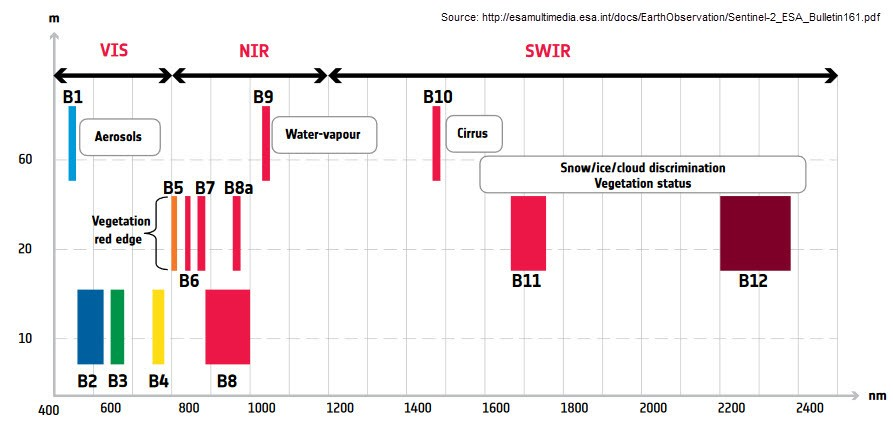 m
Source: http://esamultimedia.esa.int/docs/EarthObservation/Sentinel-2_ESA_Bulletin161.pdf
VIS NIR SWIR
B1 B9 B10
Aerosols Water-vapour Cirrus
60
Snow/ice/cloud discrimination
Vegetation status
B5 B7 B8a
Vegetation
red edge
20
B6 B11 B12
10
B2 B3 B4 B8
400 600 800 1000 1200 1400 1600 1800 2000 2200 2400 nm